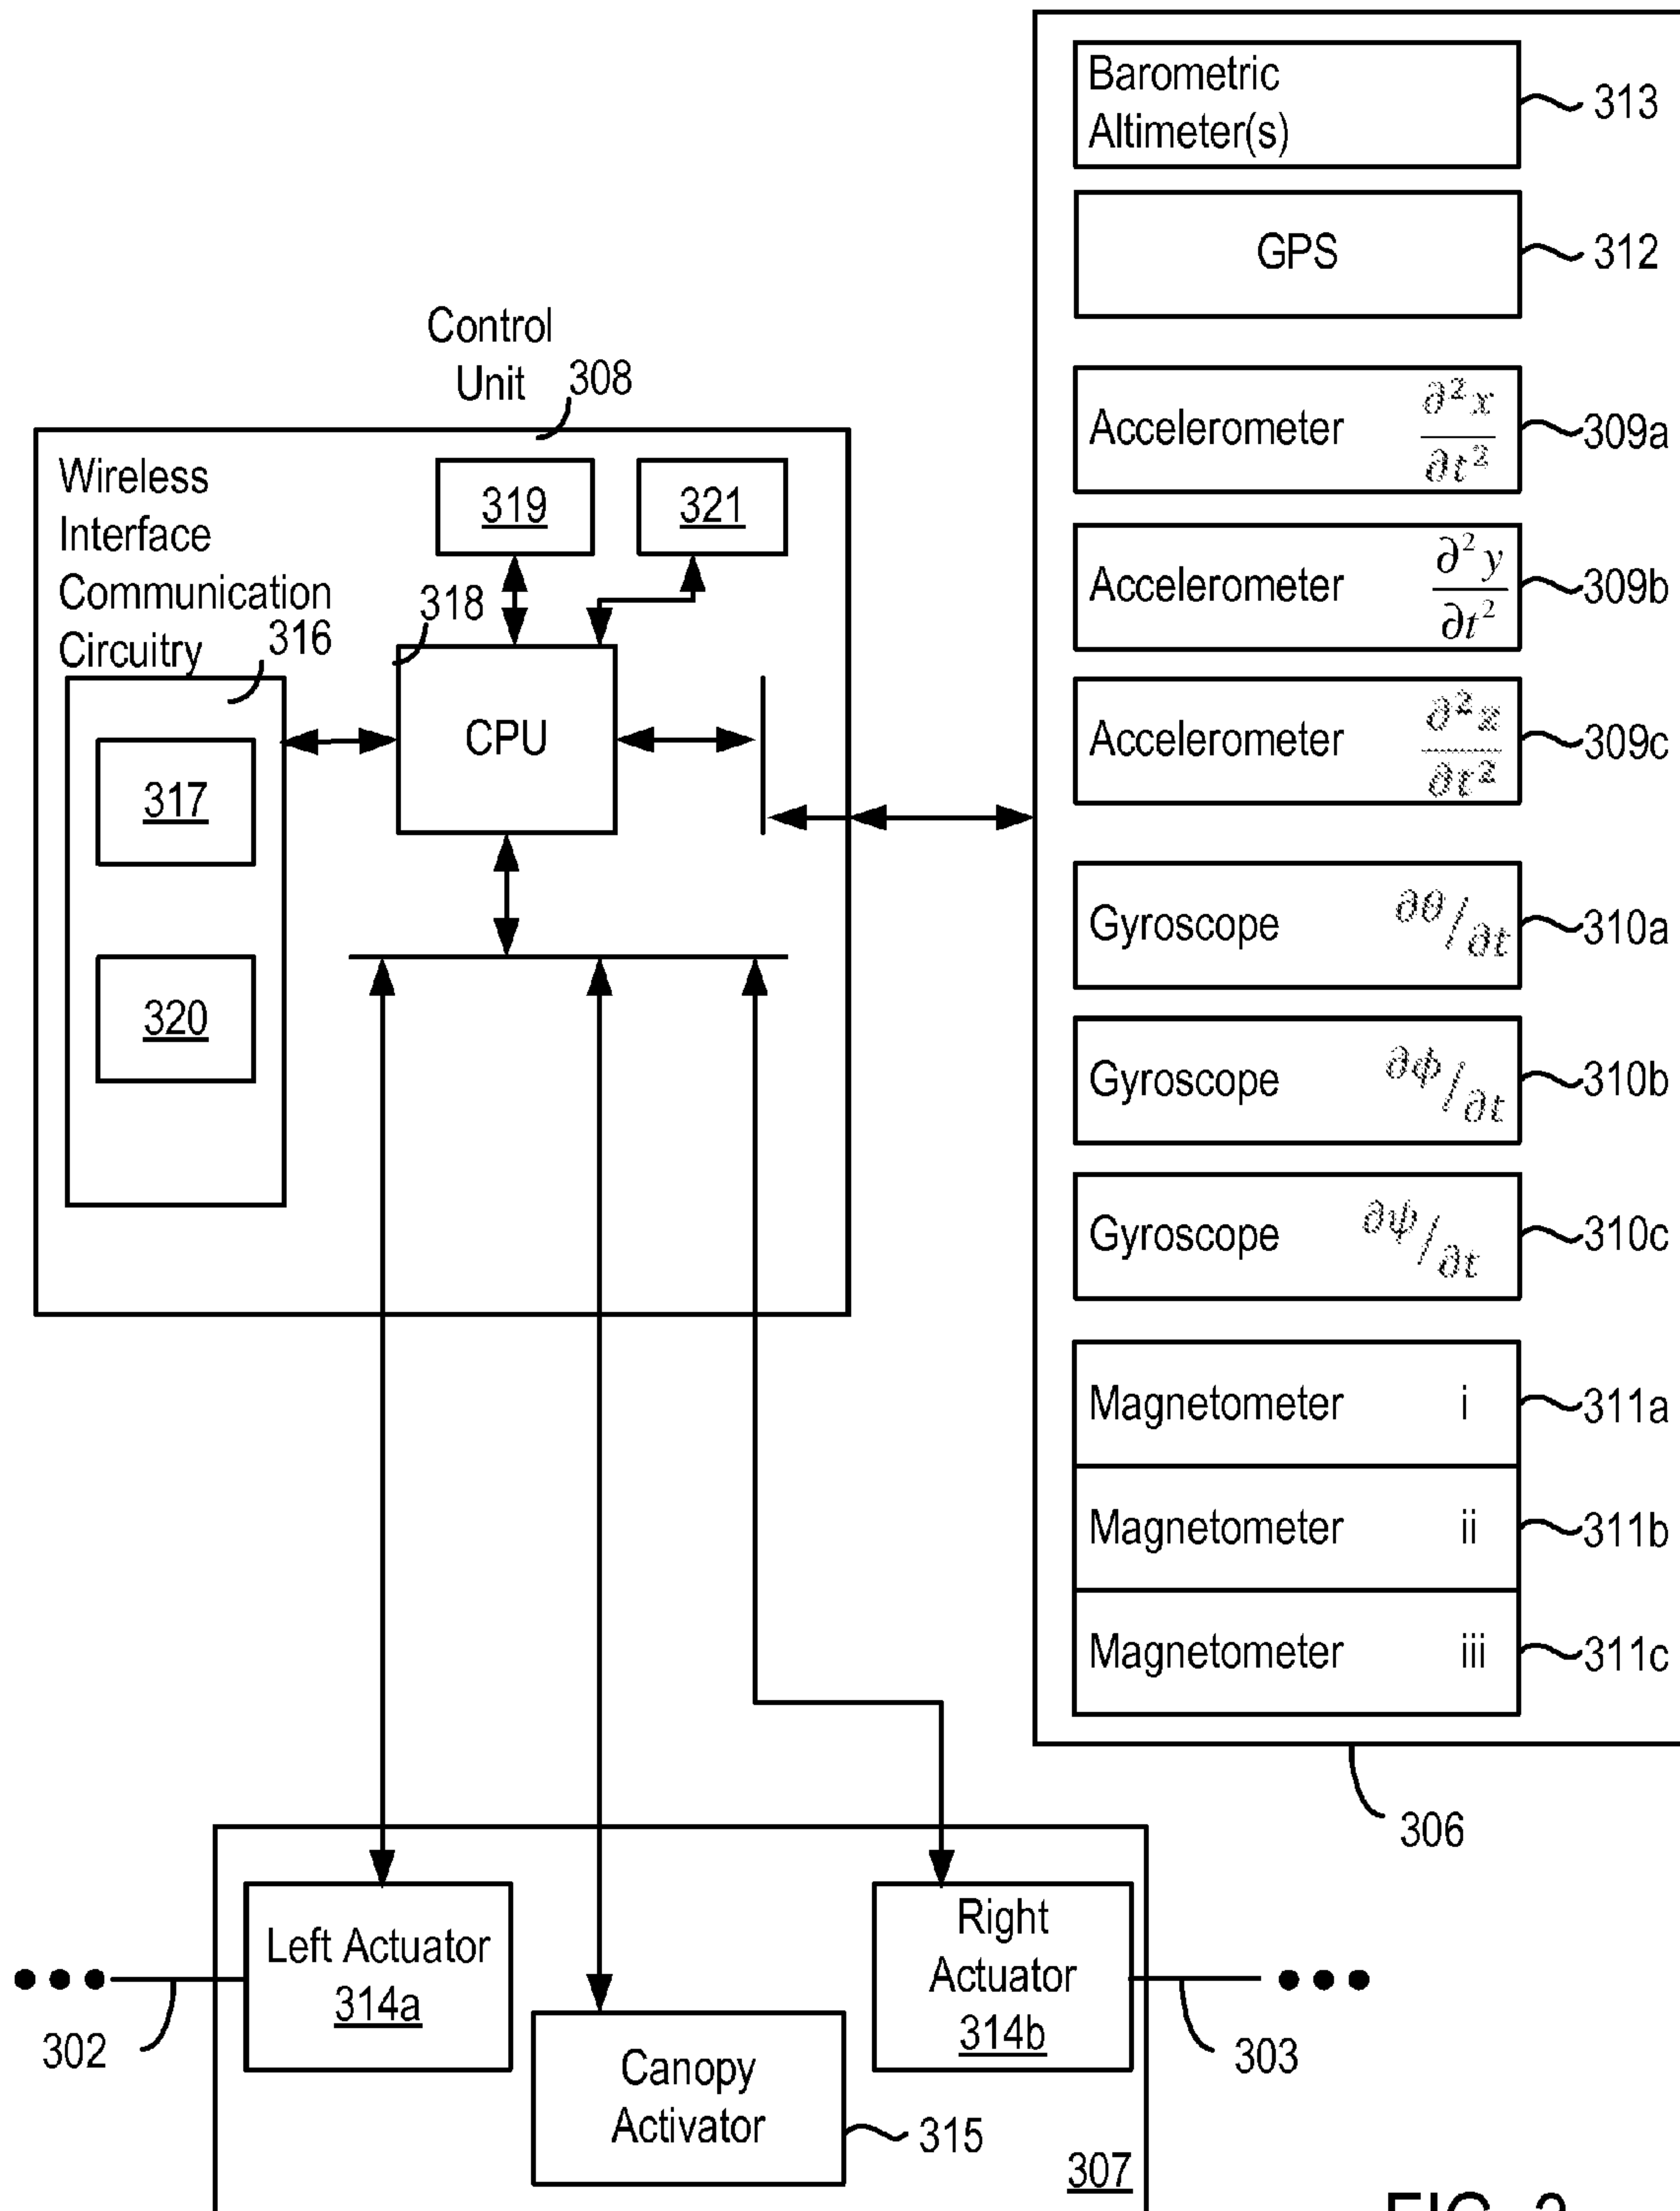 Control
Unit 308
Wireless
Interface
Communication
Circuitry
316
317
320
319
321
318
CPU
Barometric
Altimeter(s)
313
GPS
312
Accelerometer ∂²x/∂t²
309a
Accelerometer ∂²y/∂t²
309b
Accelerometer ∂²z/∂t²
309c
Gyroscope ∂θ/∂t
310a
Gyroscope ∂ϕ/∂t
310b
Gyroscope ∂ψ/∂t
310c
Magnetometer i
311a
Magnetometer ii
311b
Magnetometer iii
311c
306
Left Actuator
314a
302
Canopy
Activator
315
Right
Actuator
314b
303
307